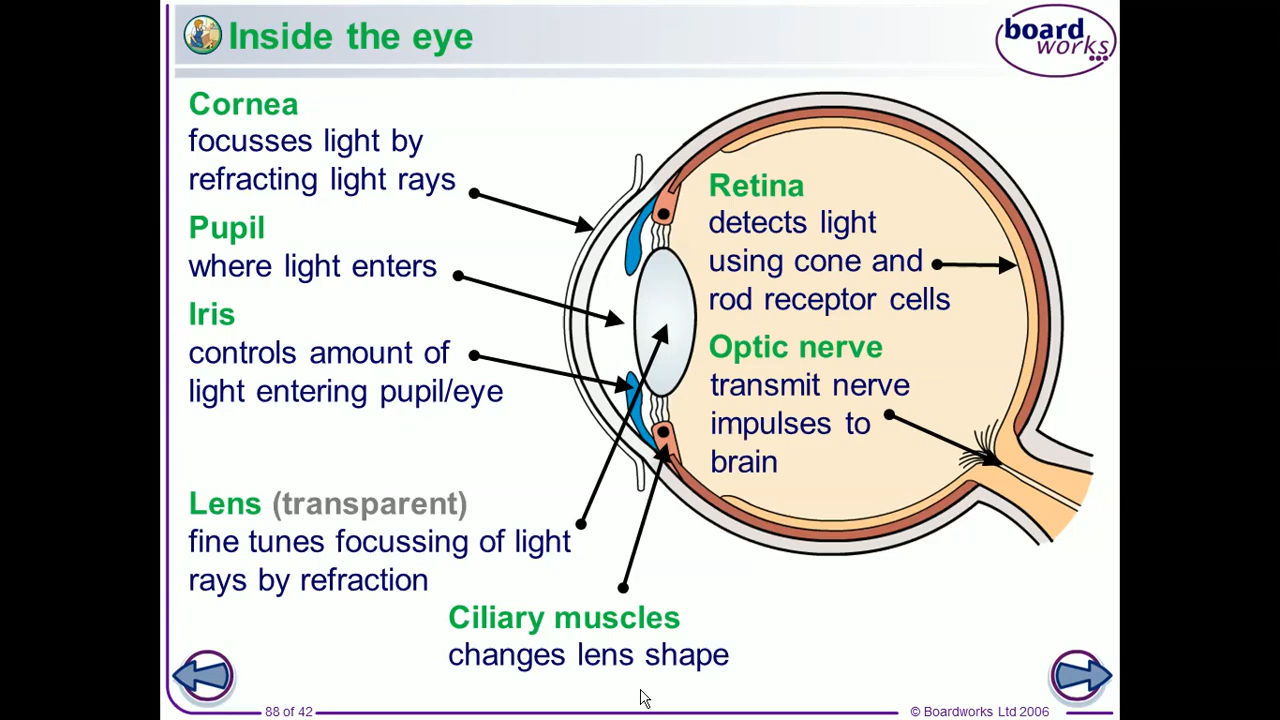 Inside the eye
board
works
Cornea
focusses light by
refracting light rays
Pupil
where light enters
Iris
controls amount of
light entering pupil/eye
Lens (transparent)
fine tunes focussing of light
rays by refraction
Ciliary muscles
changes lens shape
Retina
detects light
using cone and
rod receptor cells
Optic nerve
transmit nerve
impulses to
brain
88 of 42
© Boardworks Ltd 2006